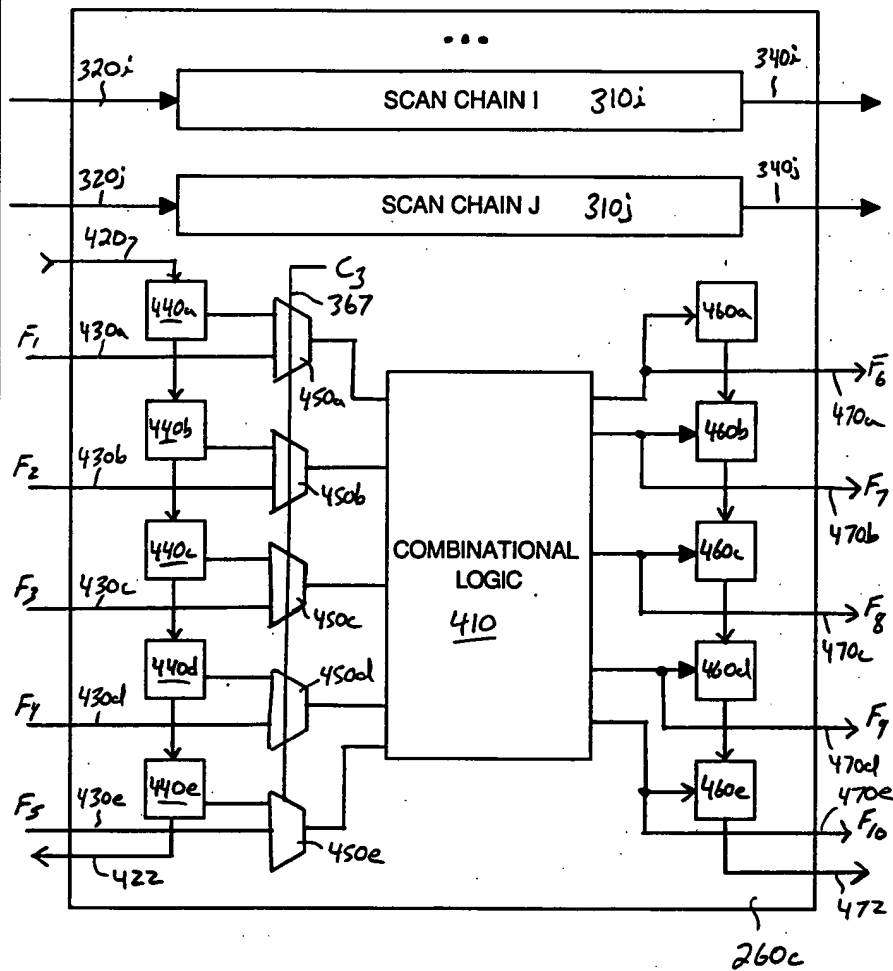 ...
320i
SCAN CHAIN I 310i
340i
320j
SCAN CHAIN J 310j
340j
420
C3
367
440a
F1
430a
450a
460a
F6
470a
440b
F2
430b
450b
460b
F7
470b
440c
F3
430c
450c
COMBINATIONAL
LOGIC
410
460c
F8
470c
440d
F4
430d
450d
460d
F9
470d
440e
F5
430e
450e
460e
470e
F10
422
472
260c